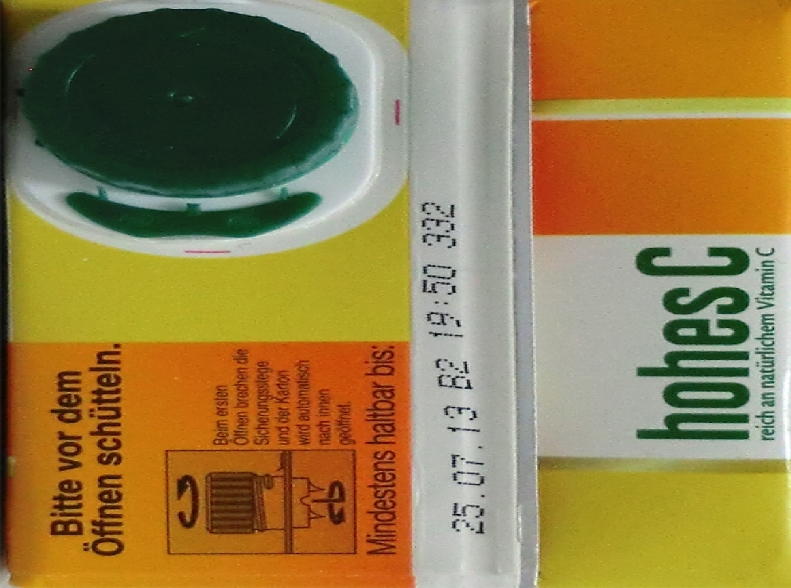 Bitte vor dem
Öffnen schütteln.
Beim ersten
Öffnen brechen die
Sicherungsstege
und der Karton
wird automatisch
nach innen
geöffnet.
Mindestens haltbar bis:
25.07.13 B2 19:50 332
hohes C
reich an natürlichem Vitamin C